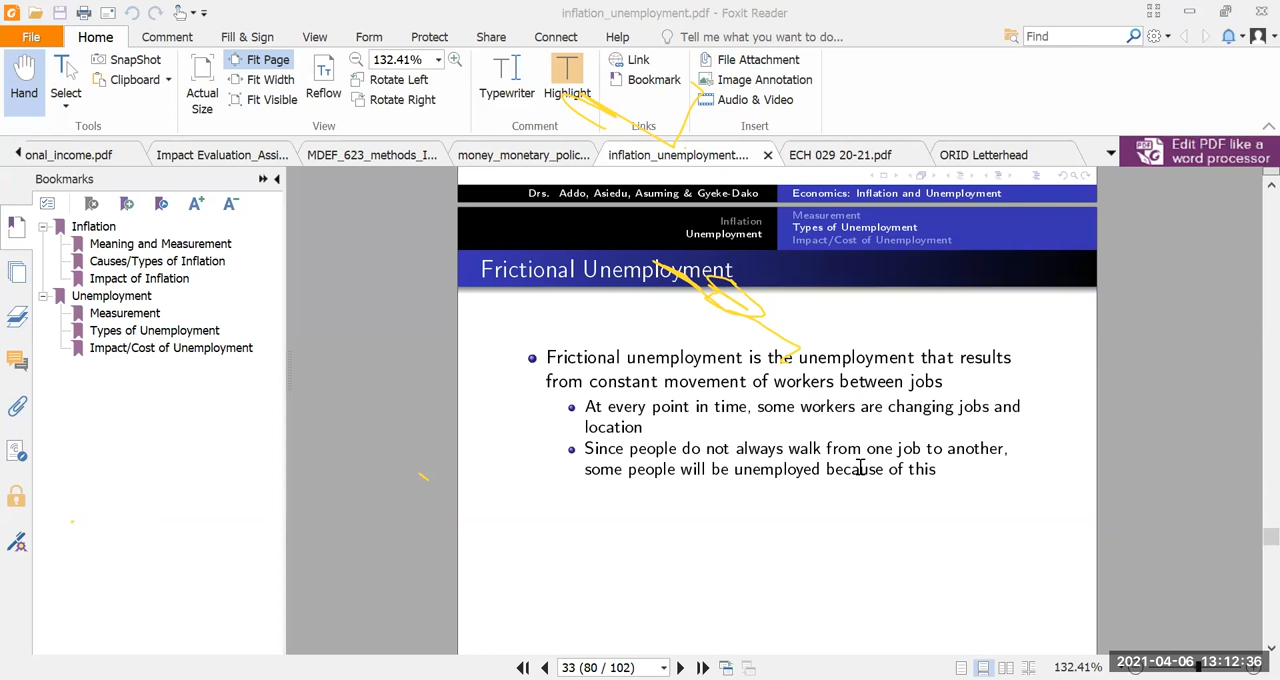 inflation_unemployment.pdf - Foxit Reader
File Home Comment Fill & Sign View Form Protect Share Connect Help Tell me what you want to do... Find
Hand
Select
SnapShot
Clipboard
Tools
Actual
Size
Fit Page
Fit Width
Fit Visible
Reflow
132.41%
Rotate Left
Rotate Right
View
Typewriter
Highlight
Comment
Link
Bookmark
Links
File Attachment
Image Annotation
Audio & Video
Insert
onal_income.pdf Impact Evaluation_Assi... MDEF_623_methods_I... money_monetary_polic... inflation_unemployment.... ECH 029 20-21.pdf ORID Letterhead
Edit PDF like a
word processor
Bookmarks
Inflation
Meaning and Measurement
Causes/Types of Inflation
Impact of Inflation
Unemployment
Measurement
Types of Unemployment
Impact/Cost of Unemployment
Drs. Addo, Asiedu, Asuming & Gyeke-Dako Economics: Inflation and Unemployment
Inflation
Unemployment
Measurement
Types of Unemployment
Impact/Cost of Unemployment
Frictional Unemployment
Frictional unemployment is the unemployment that results
from constant movement of workers between jobs
At every point in time, some workers are changing jobs and
location
Since people do not always walk from one job to another,
some people will be unemployed because of this
33 (80 / 102)
132.41%
2021-04-06 13:12:36